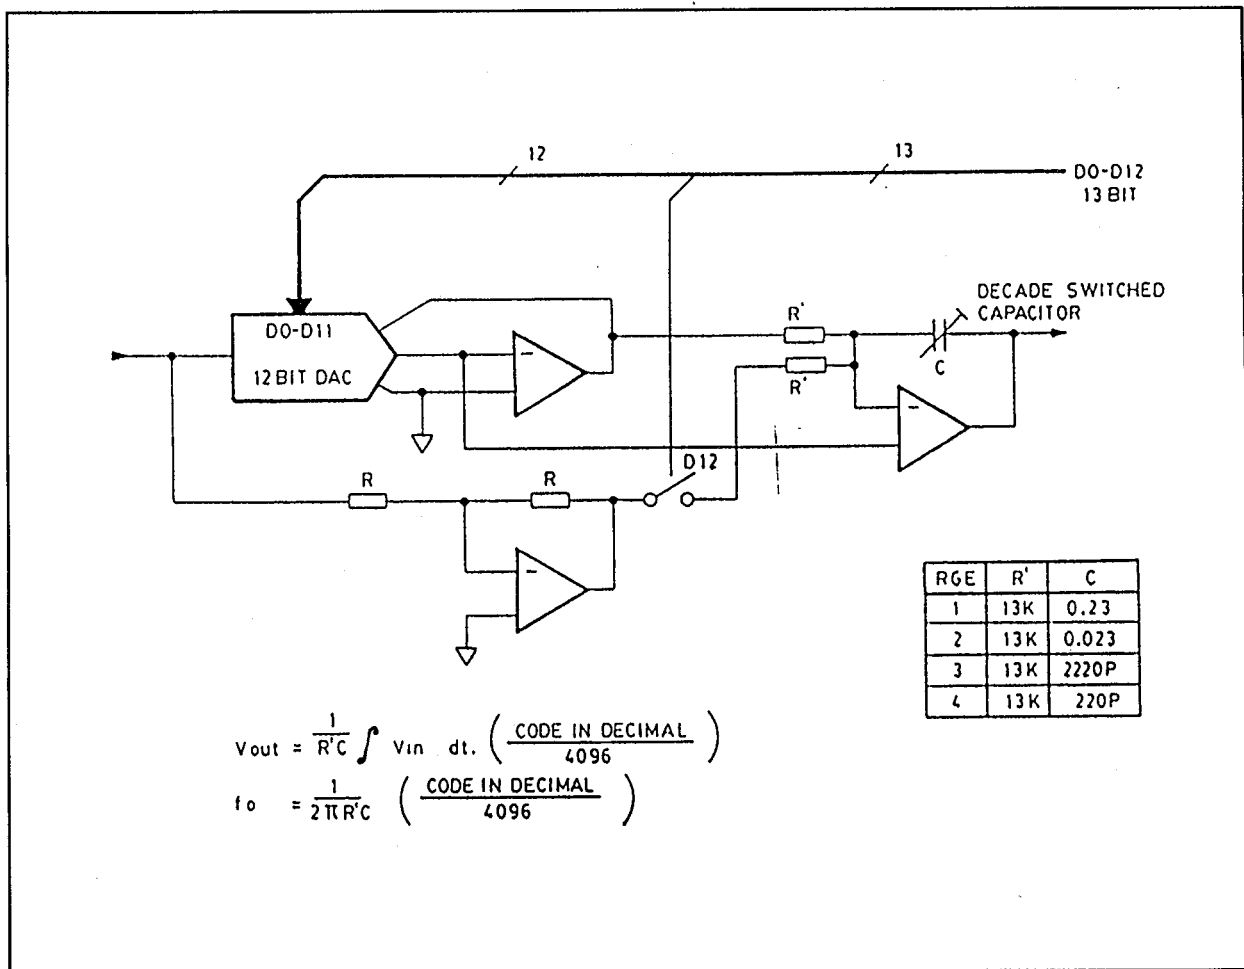 12
13
DO-D12
13 BIT
DO-D11
12 BIT DAC
−
R'
R'
DECADE SWITCHED
CAPACITOR
C
−
D12
R
R
−
RGE R' C
1 13K 0.23
2 13K 0.023
3 13K 2220P
4 13K 220P
Vout = 1/R'C ∫ Vin dt. (CODE IN DECIMAL/4096)
fo = 1/2πR'C (CODE IN DECIMAL/4096)